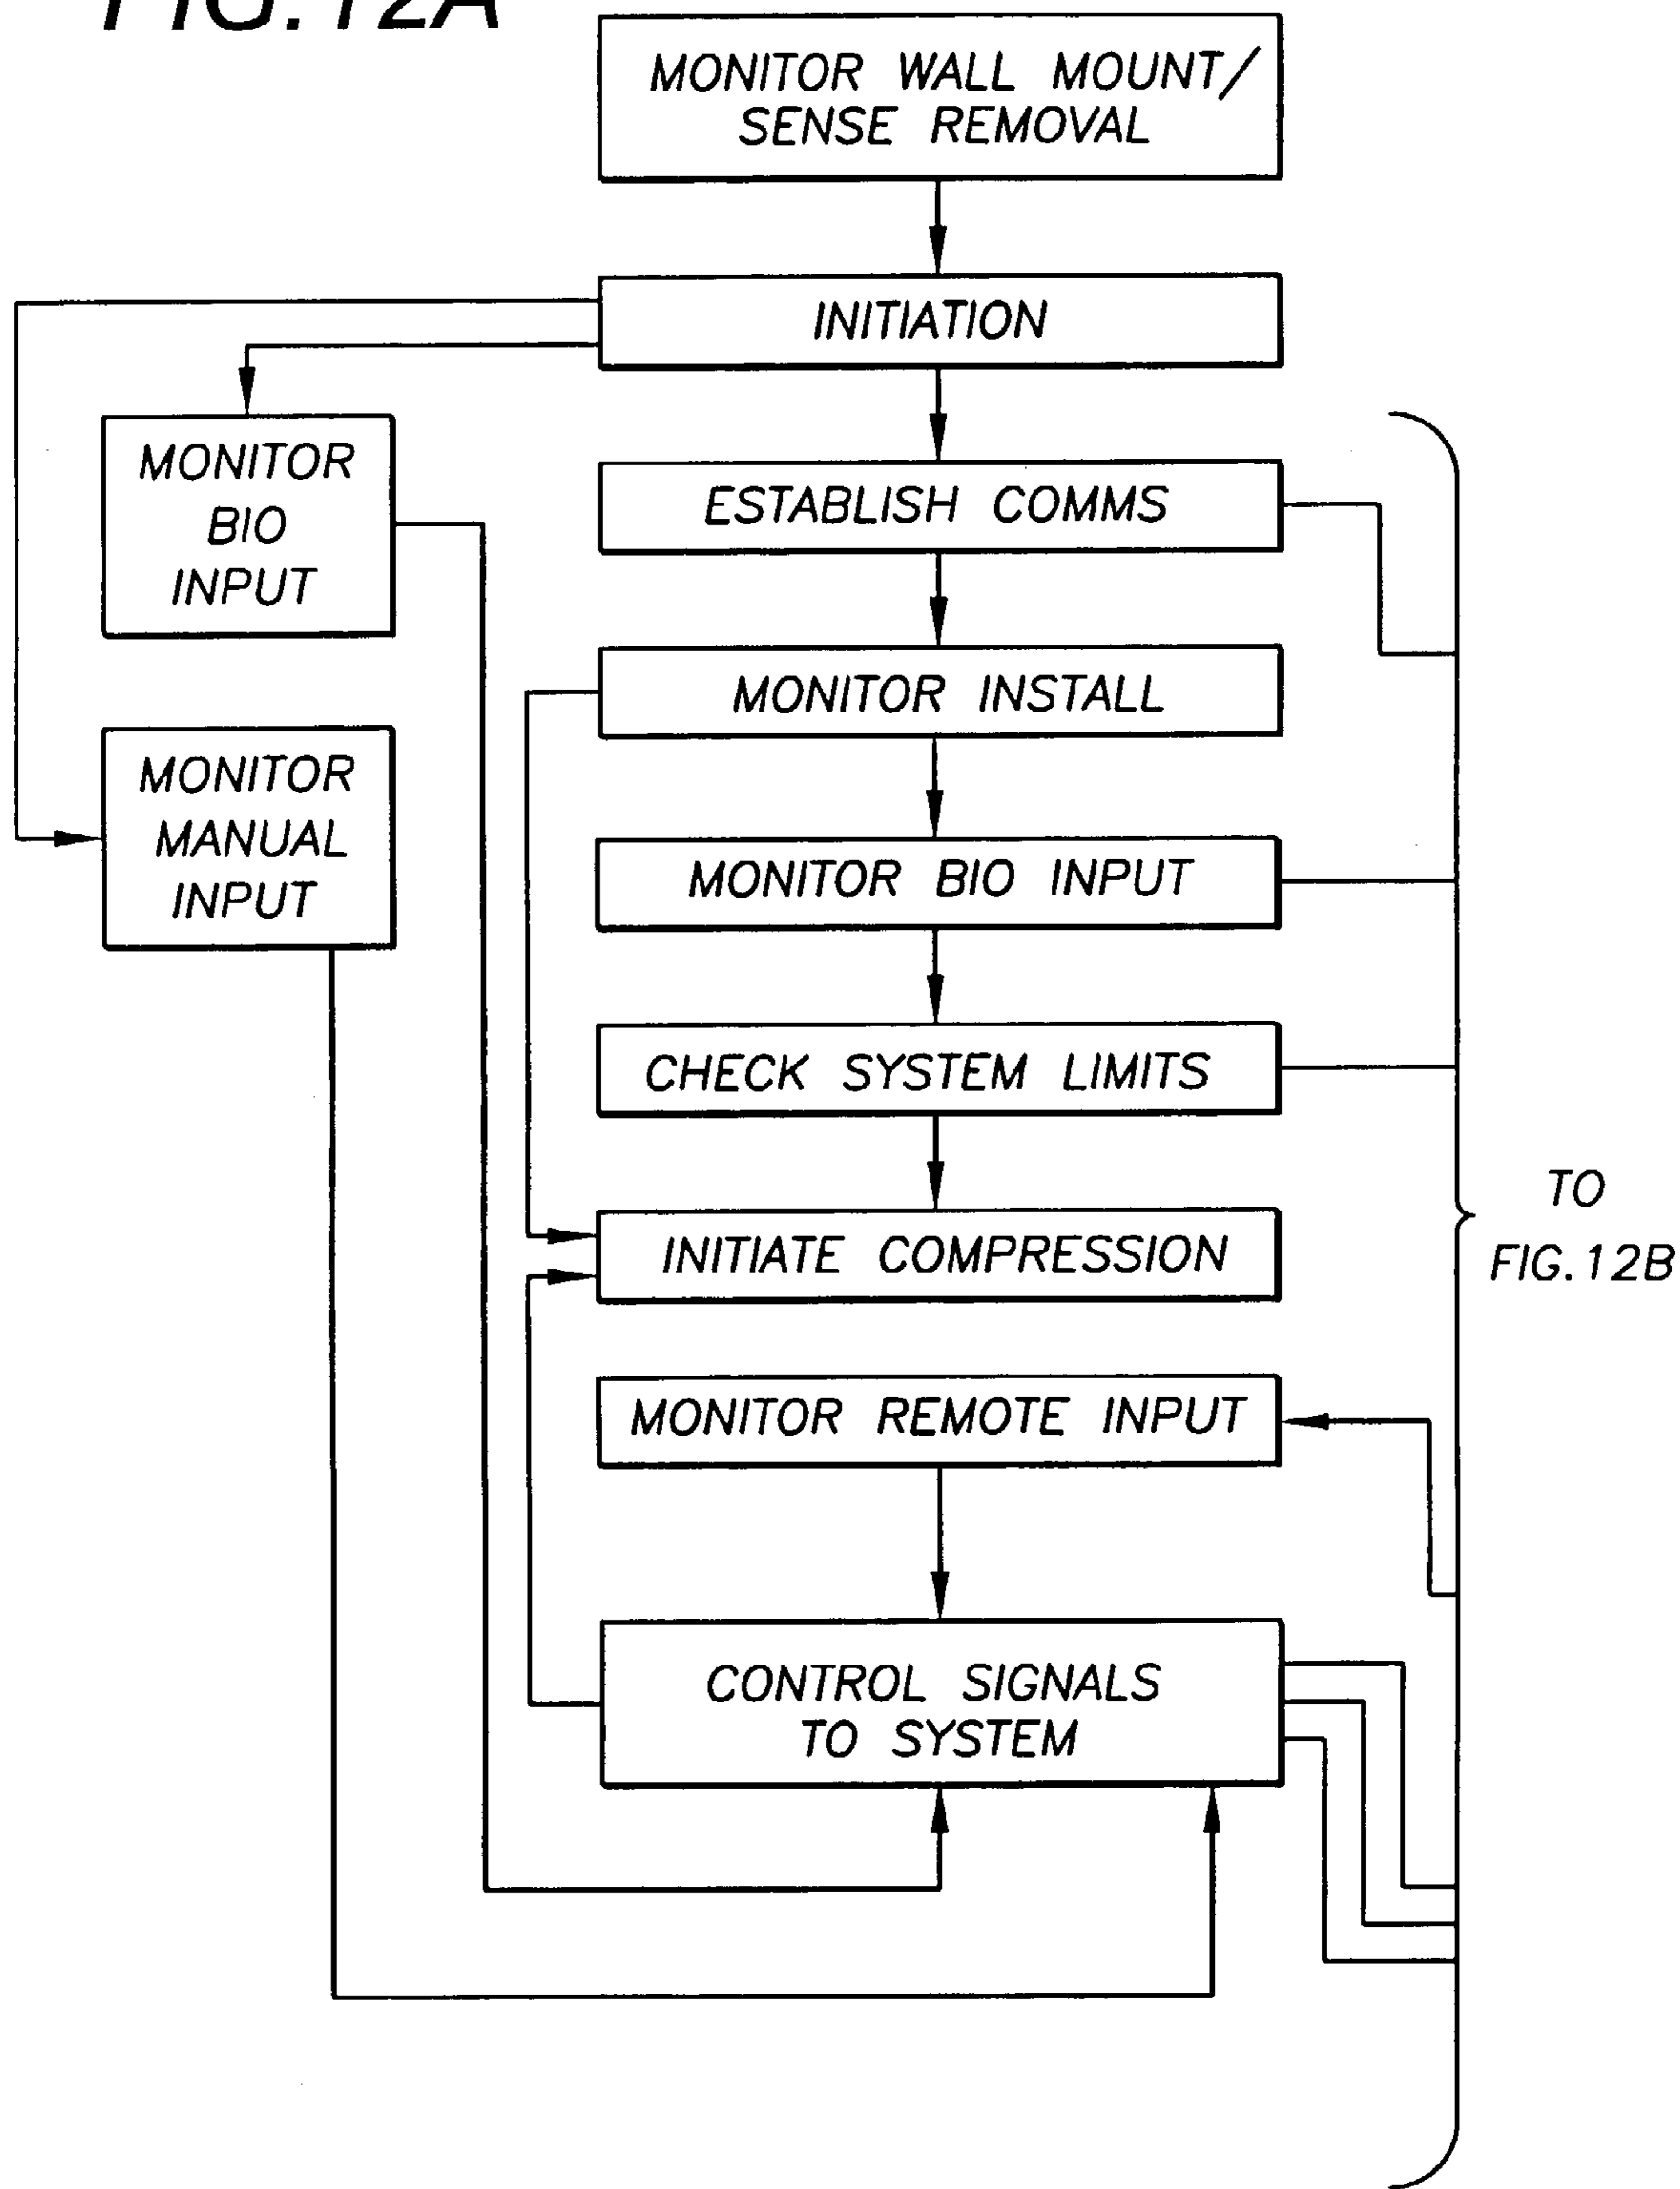 FIG.12A
MONITOR WALL MOUNT/
SENSE REMOVAL
INITIATION
MONITOR
BIO
INPUT
ESTABLISH COMMS
MONITOR INSTALL
MONITOR
MANUAL
INPUT
MONITOR BIO INPUT
CHECK SYSTEM LIMITS
TO
FIG.12B
INITIATE COMPRESSION
MONITOR REMOTE INPUT
CONTROL SIGNALS
TO SYSTEM